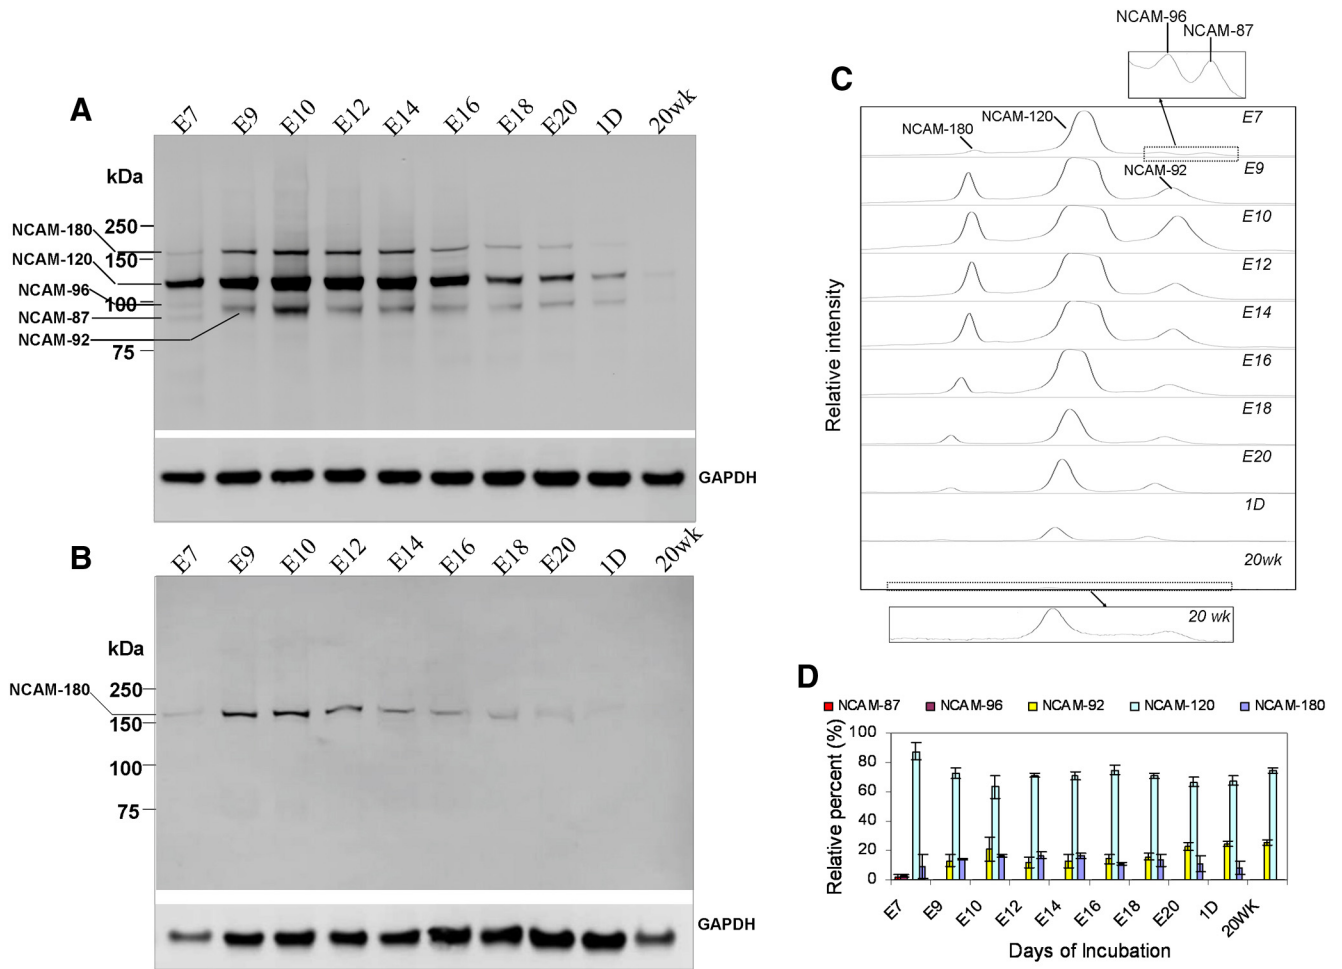 A
E7 E9 E10 E12 E14 E16 E18 E20 1D 20wk
kDa
NCAM-180
250
150
NCAM-120
NCAM-96
100
NCAM-87
NCAM-92
75
GAPDH
B
E7 E9 E10 E12 E14 E16 E18 E20 1D 20wk
kDa
NCAM-180
250
150
100
75
GAPDH
C
NCAM-96
NCAM-87
NCAM-180
NCAM-120
NCAM-92
E7
E9
E10
E12
E14
E16
E18
E20
1D
20wk
20 wk
Relative intensity
D
NCAM-87 NCAM-96 NCAM-92 NCAM-120 NCAM-180
Relative percent (%)
100
80
60
40
20
0
E7 E9 E10 E12 E14 E16 E18 E20 1D 20WK
Days of Incubation